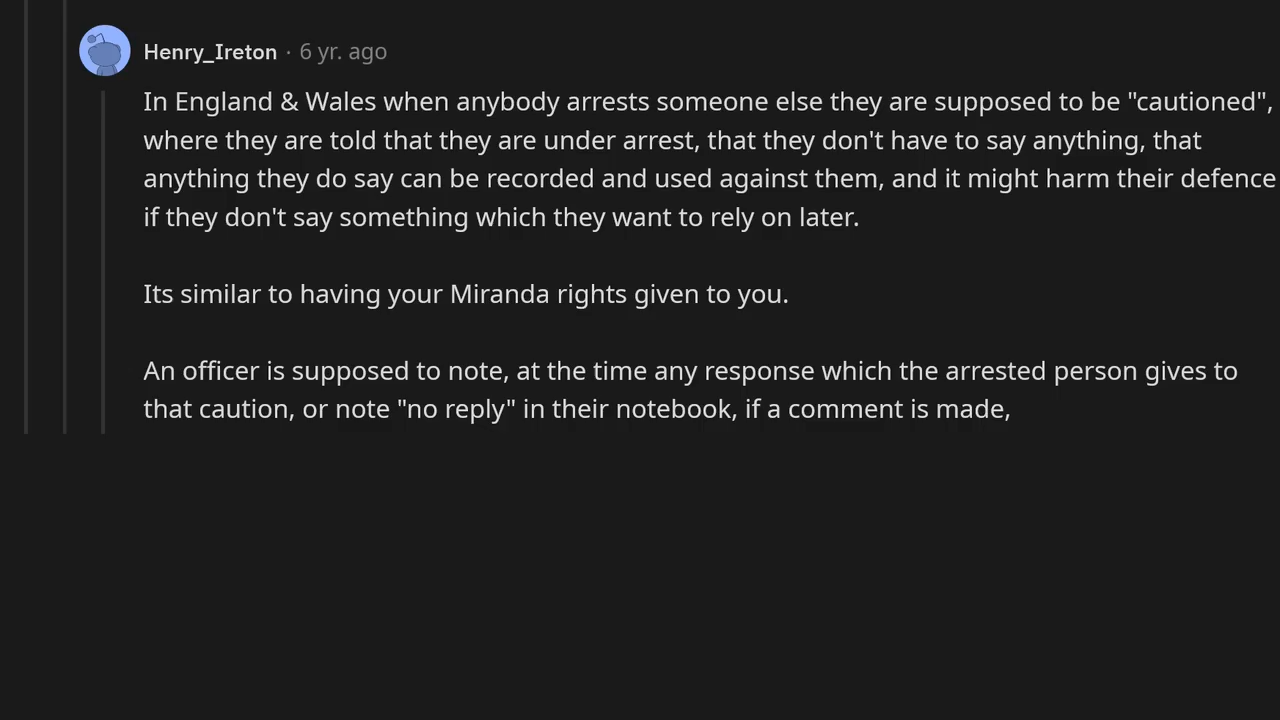 Henry_Ireton · 6 yr. ago
In England & Wales when anybody arrests someone else they are supposed to be "cautioned",
where they are told that they are under arrest, that they don't have to say anything, that
anything they do say can be recorded and used against them, and it might harm their defence
if they don't say something which they want to rely on later.
Its similar to having your Miranda rights given to you.
An officer is supposed to note, at the time any response which the arrested person gives to
that caution, or note "no reply" in their notebook, if a comment is made,